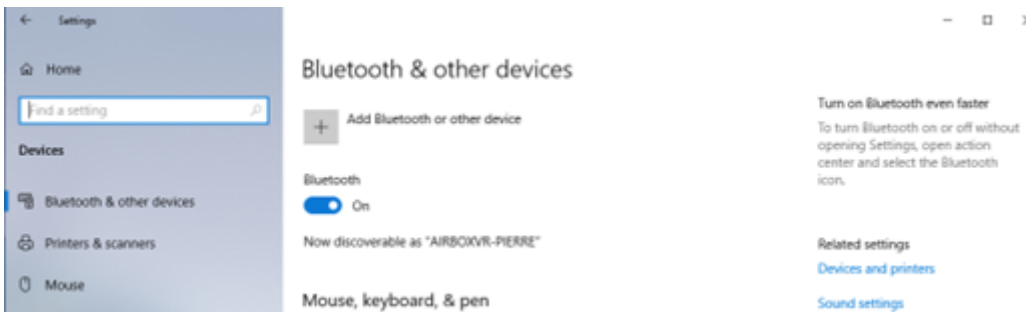 Settings
Home
Find a setting
Devices
Bluetooth & other devices
Printers & scanners
Mouse
Bluetooth & other devices
Add Bluetooth or other device
Bluetooth
On
Now discoverable as "AIRBOXVR-PIERRE"
Mouse, keyboard, & pen
Turn on Bluetooth even faster
To turn Bluetooth on or off without
opening Settings, open action
center and select the Bluetooth
icon.
Related settings
Devices and printers
Sound settings